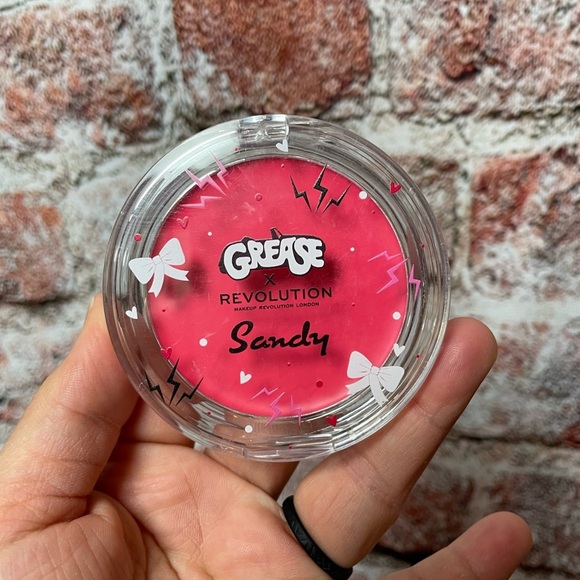 GREASE
X
REVOLUTION
MAKEUP REVOLUTION LONDON
Sandy